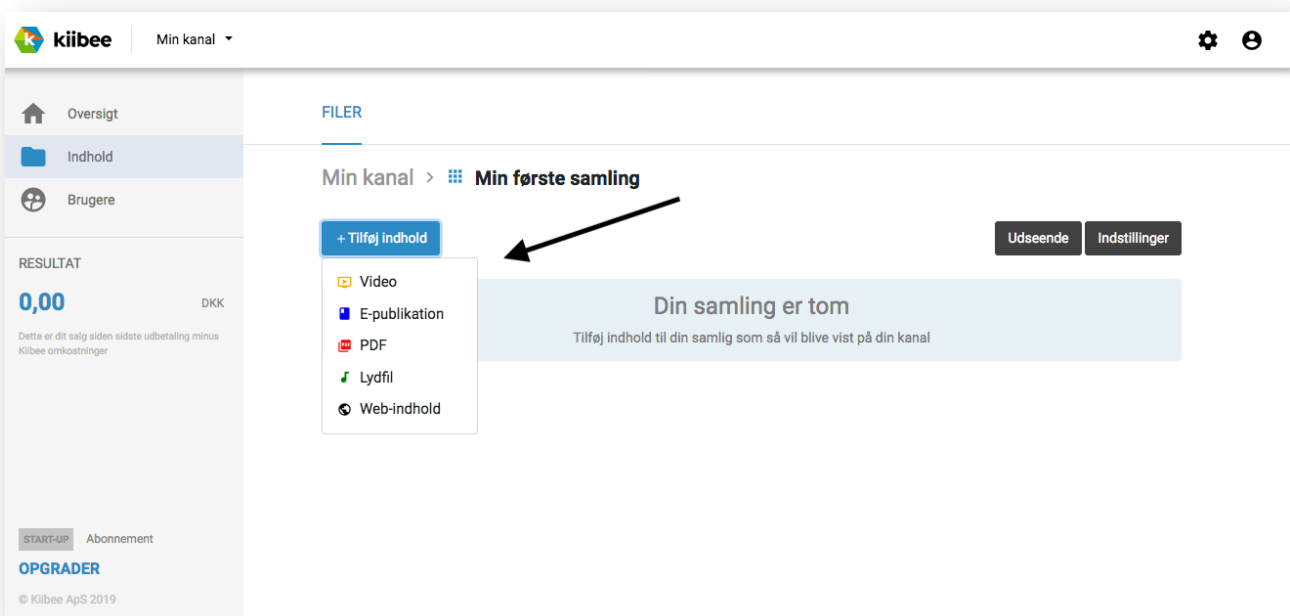 kiibee
Min kanal
Oversigt
Indhold
Brugere
RESULTAT
0,00 DKK
Dette er dit salg siden sidste udbetaling minus
Kiibee omkostninger
START-UP Abonnement
OPGRADER
© Kiibee ApS 2019
FILER
Min kanal > Min første samling
+ Tilføj indhold
Udseende Indstillinger
Video
E-publikation
PDF
Lydfil
Web-indhold
Din samling er tom
Tilføj indhold til din samlig som så vil blive vist på din kanal